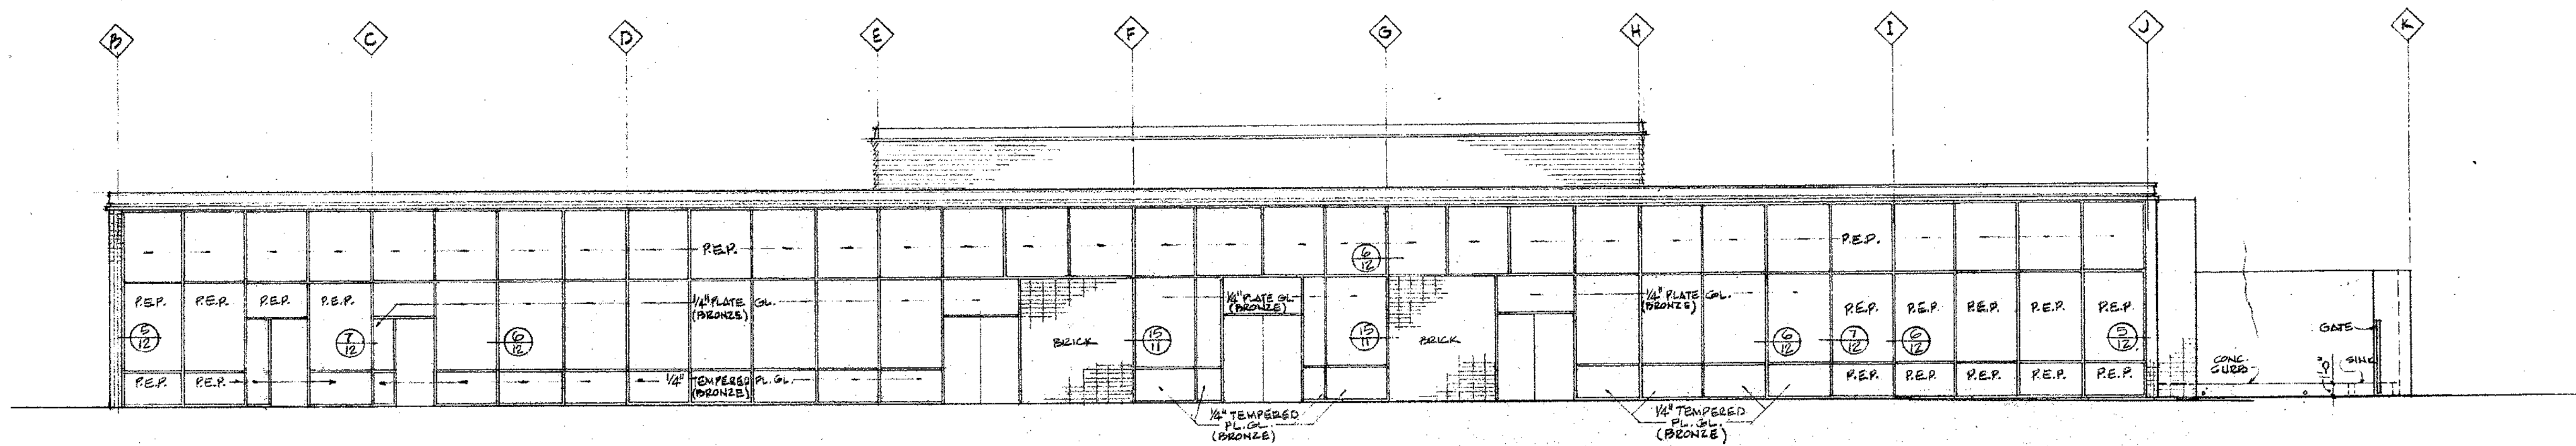 B C D E F G H I J K
P.E.P. P.E.P.
6
12
P.E.P. P.E.P. P.E.P. P.E.P.
1/4" PLATE GL.
(BRONZE)
1/4" PLATE GL.
(BRONZE)
1/4" PLATE GL.
(BRONZE)
P.E.P. P.E.P. P.E.P. P.E.P. P.E.P.
5
12
7
12
6
12
BRICK
15
11
15
11
BRICK
6
12
7
12
6
12
5
12
GATE
CONC.
CURB
1'-0"
SINK
P.E.P. P.E.P.
1/4" TEMPERED PL. GL.
(BRONZE)
P.E.P. P.E.P. P.E.P. P.E.P. P.E.P.
1/4" TEMPERED
PL. GL.
(BRONZE)
1/4" TEMPERED
PL. GL.
(BRONZE)